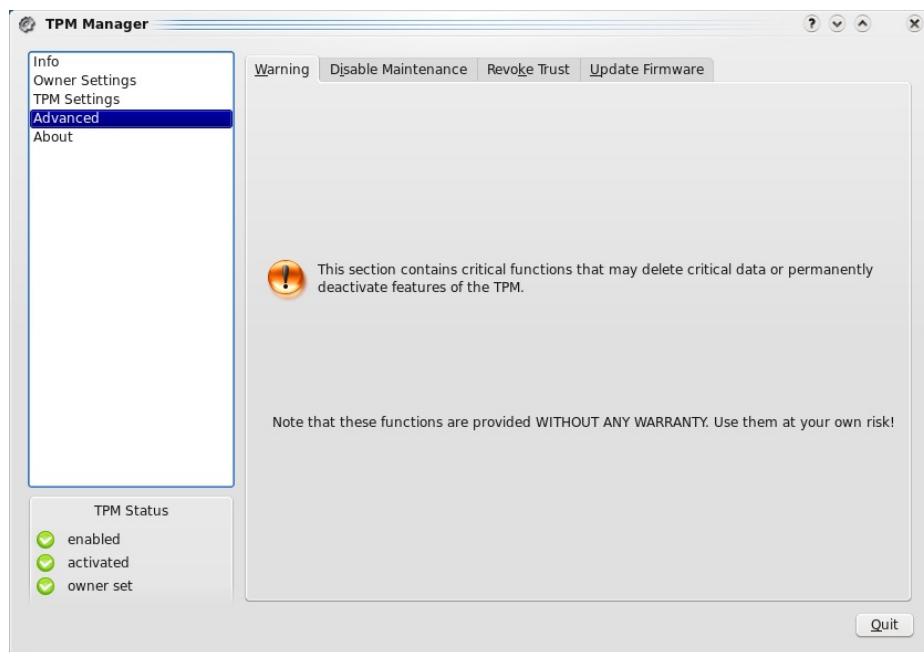 TPM Manager
Info
Owner Settings
TPM Settings
Advanced
About
Warning Disable Maintenance Revoke Trust Update Firmware
This section contains critical functions that may delete critical data or permanently
deactivate features of the TPM.
Note that these functions are provided WITHOUT ANY WARRANTY. Use them at your own risk!
TPM Status
enabled
activated
owner set
Quit